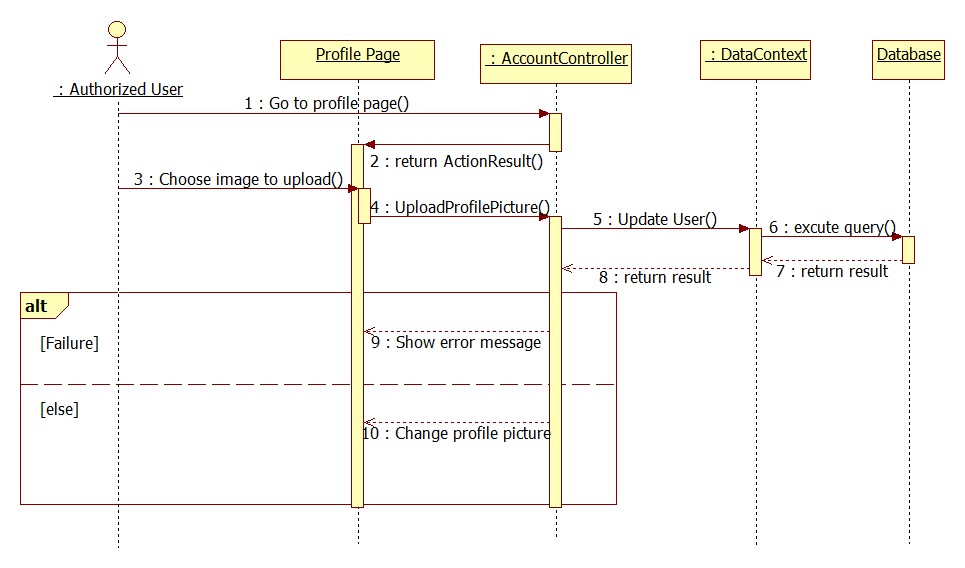 Profile Page
: AccountController
: DataContext
Database
: Authorized User
1 : Go to profile page()
2 : return ActionResult()
3 : Choose image to upload()
4 : UploadProfilePicture()
5 : Update User()
6 : excute query()
7 : return result
8 : return result
alt
9 : Show error message
[Failure]
[else]
10 : Change profile picture